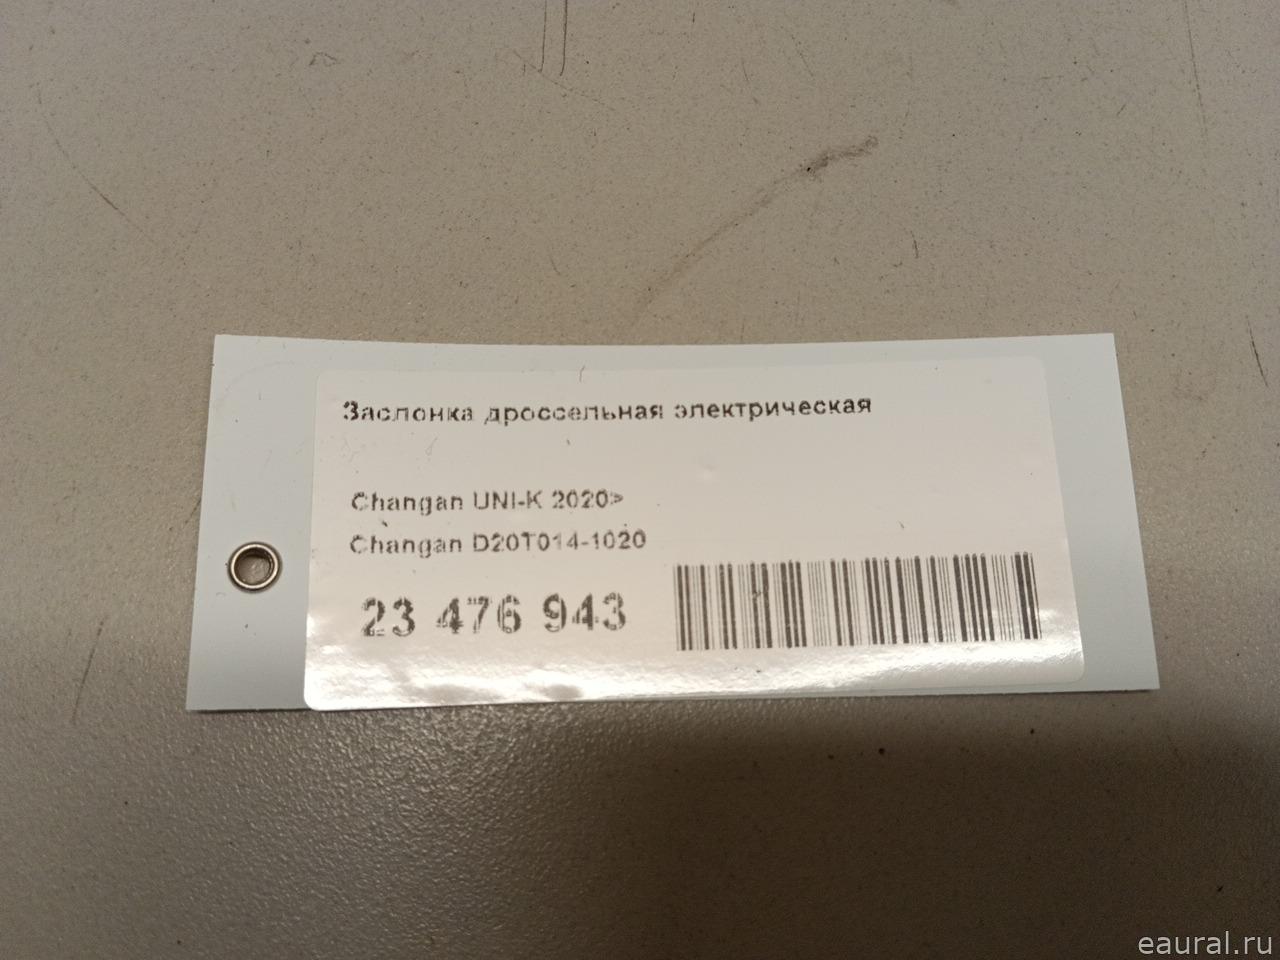 Заслонка дроссельная электрическая
Changan UNI-K 2020>
Changan D20T014-1020
23 476 943
eaural.ru